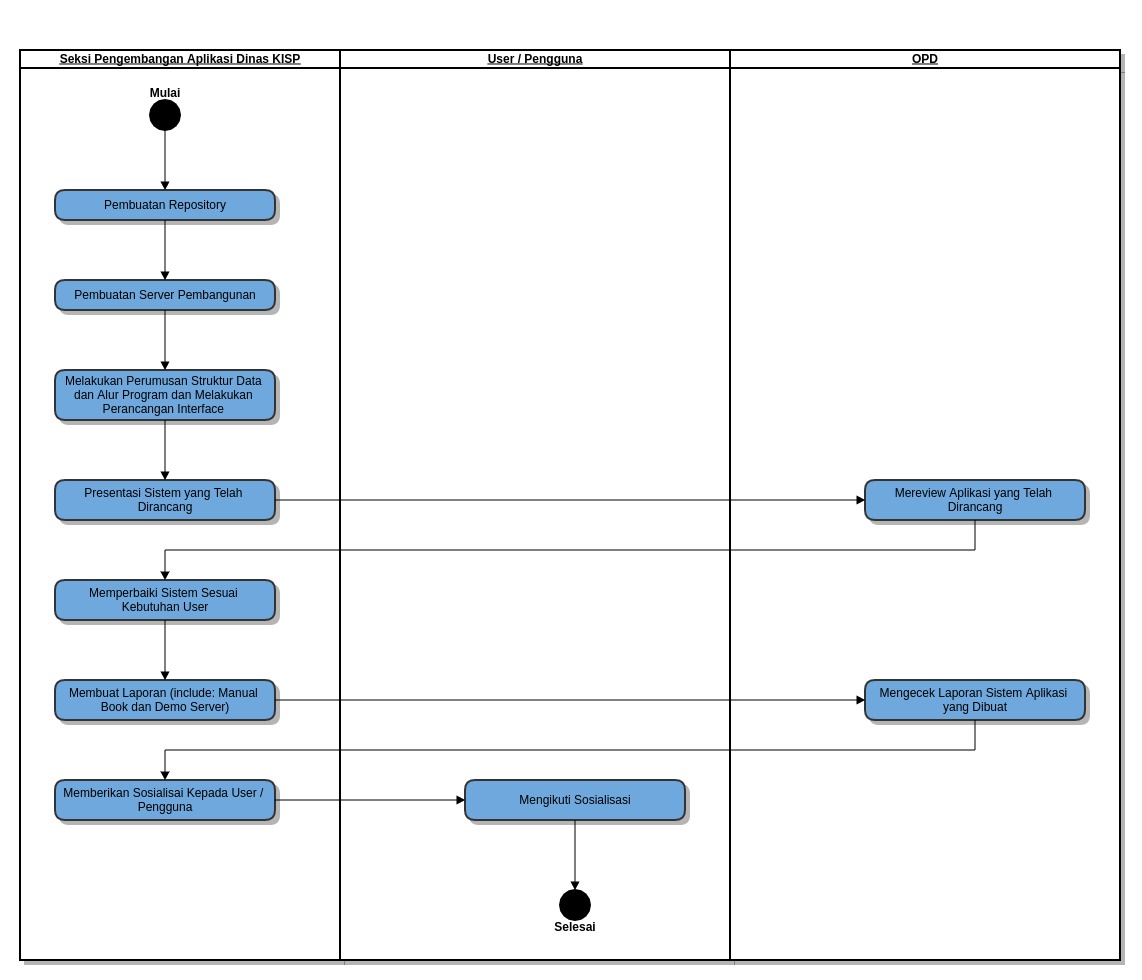 Seksi Pengembangan Aplikasi Dinas KISP
User / Pengguna
OPD
Mulai
Pembuatan Repository
Pembuatan Server Pembangunan
Melakukan Perumusan Struktur Data
dan Alur Program dan Melakukan
Perancangan Interface
Presentasi Sistem yang Telah
Dirancang
Mereview Aplikasi yang Telah
Dirancang
Memperbaiki Sistem Sesuai
Kebutuhan User
Membuat Laporan (include: Manual
Book dan Demo Server)
Mengecek Laporan Sistem Aplikasi
yang Dibuat
Memberikan Sosialisai Kepada User /
Pengguna
Mengikuti Sosialisasi
Selesai